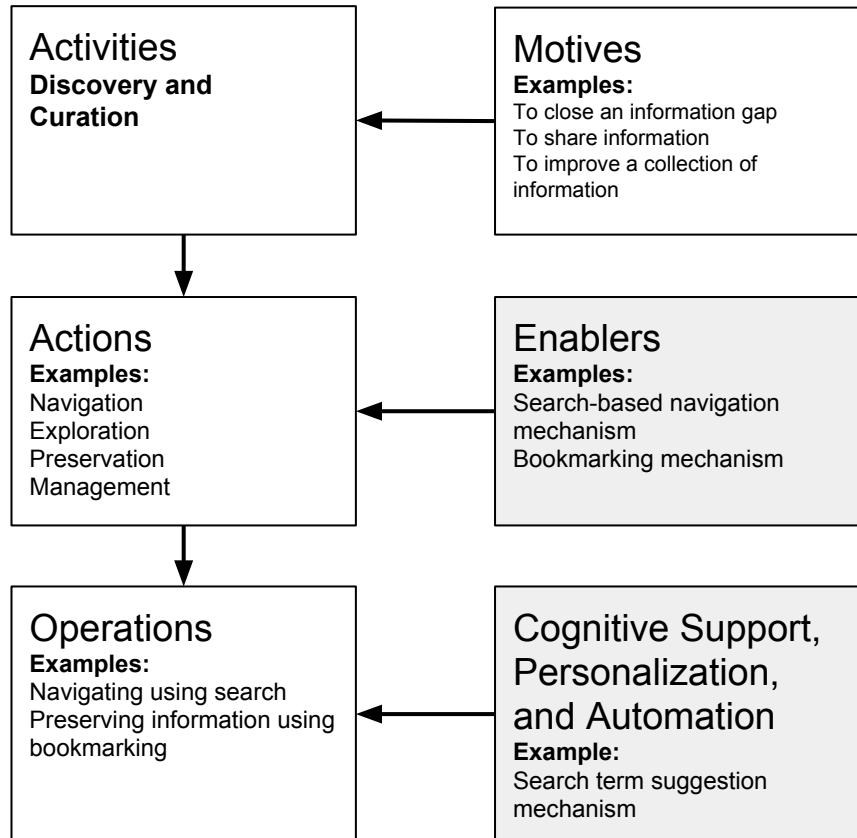 Activities
Discovery and
Curation
Motives
Examples:
To close an information gap
To share information
To improve a collection of
information
Actions
Examples:
Navigation
Exploration
Preservation
Management
Enablers
Examples:
Search-based navigation
mechanism
Bookmarking mechanism
Operations
Examples:
Navigating using search
Preserving information using
bookmarking
Cognitive Support,
Personalization,
and Automation
Example:
Search term suggestion
mechanism